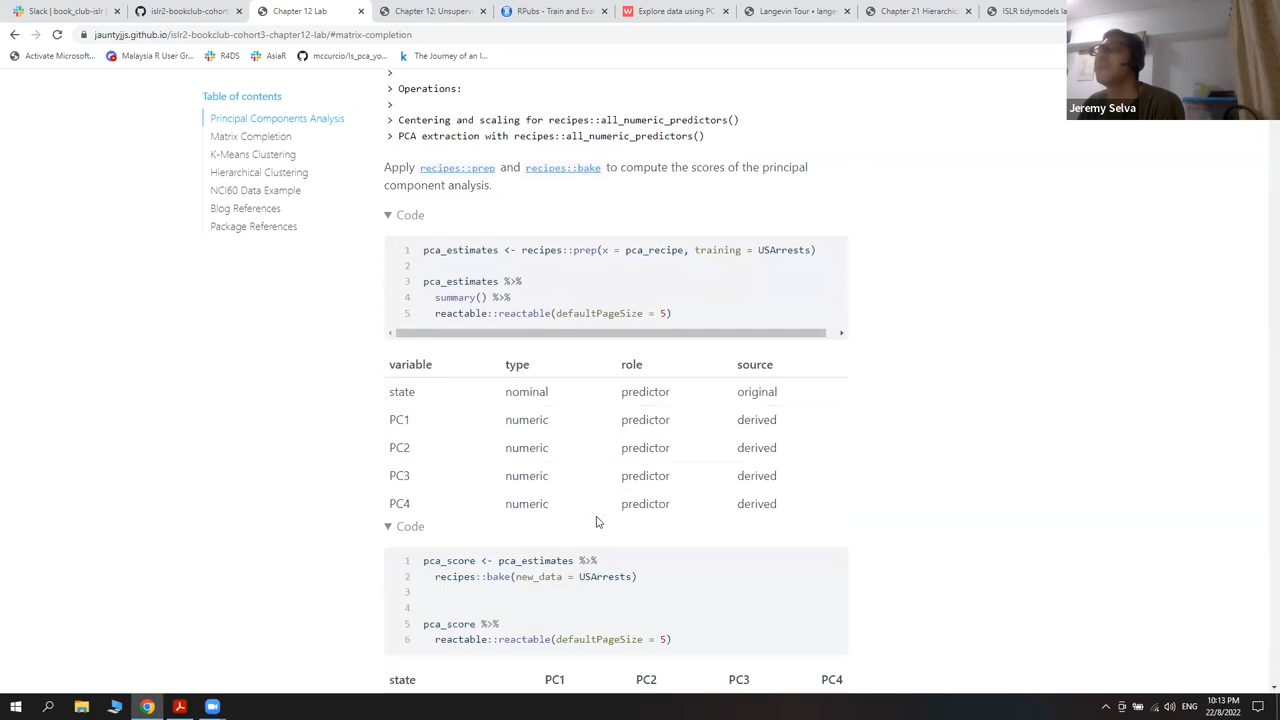 Slack | book_club-islr
islr2-bookclub-cohort
Chapter 12 Lab
Chapter 12: Unsuperv
RPubs - Train and Eval
Explore data using PC
Langevin Tour • lange
Chapter 21 Hierarchic
ISLR tidymodels la
jauntyjjs.github.io/islr2-bookclub-cohort3-chapter12-lab/#matrix-completion
Activate Microsoft...
Malaysia R User Gr...
R4DS
AsiaR
mccurcio/Is_pca_yo...
The Journey of an I...
Jeremy Selva
Table of contents
Principal Components Analysis
Matrix Completion
K-Means Clustering
Hierarchical Clustering
NCI60 Data Example
Blog References
Package References
>
> Operations:
>
> Centering and scaling for recipes::all_numeric_predictors()
> PCA extraction with recipes::all_numeric_predictors()
Apply recipes::prep and recipes::bake to compute the scores of the principal
component analysis.
Code
1 pca_estimates <- recipes::prep(x = pca_recipe, training = USArrests)
2
3 pca_estimates %>%
4 summary() %>%
5 reactable::reactable(defaultPageSize = 5)
variable type role source
state nominal predictor original
PC1 numeric predictor derived
PC2 numeric predictor derived
PC3 numeric predictor derived
PC4 numeric predictor derived
Code
1 pca_score <- pca_estimates %>%
2 recipes::bake(new_data = USArrests)
3
4
5 pca_score %>%
6 reactable::reactable(defaultPageSize = 5)
state PC1 PC2 PC3 PC4
ENG
10:13 PM
22/8/2022